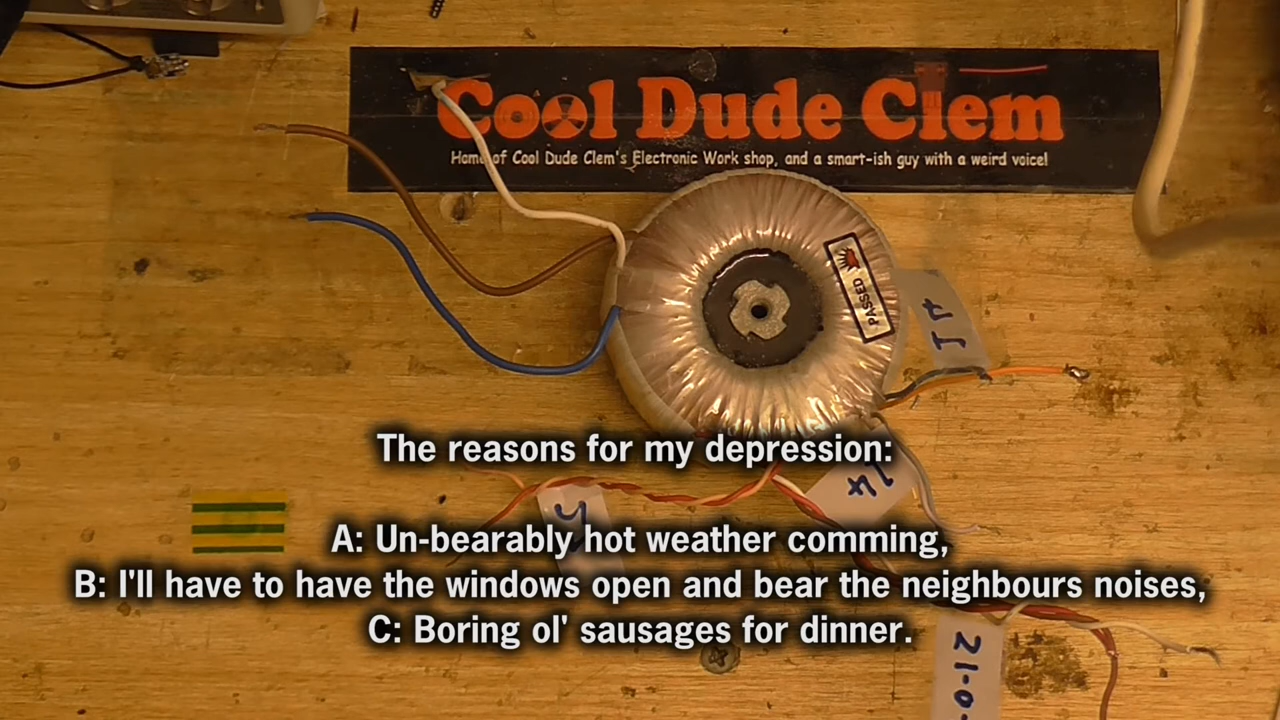 Cool Dude Clem
Home of Cool Dude Clem's Electronic Work shop, and a smart-ish guy with a weird voice!
PASSED
The reasons for my depression:
A: Un-bearably hot weather comming,
B: I'll have to have the windows open and bear the neighbours noises,
C: Boring ol' sausages for dinner.
21-0-